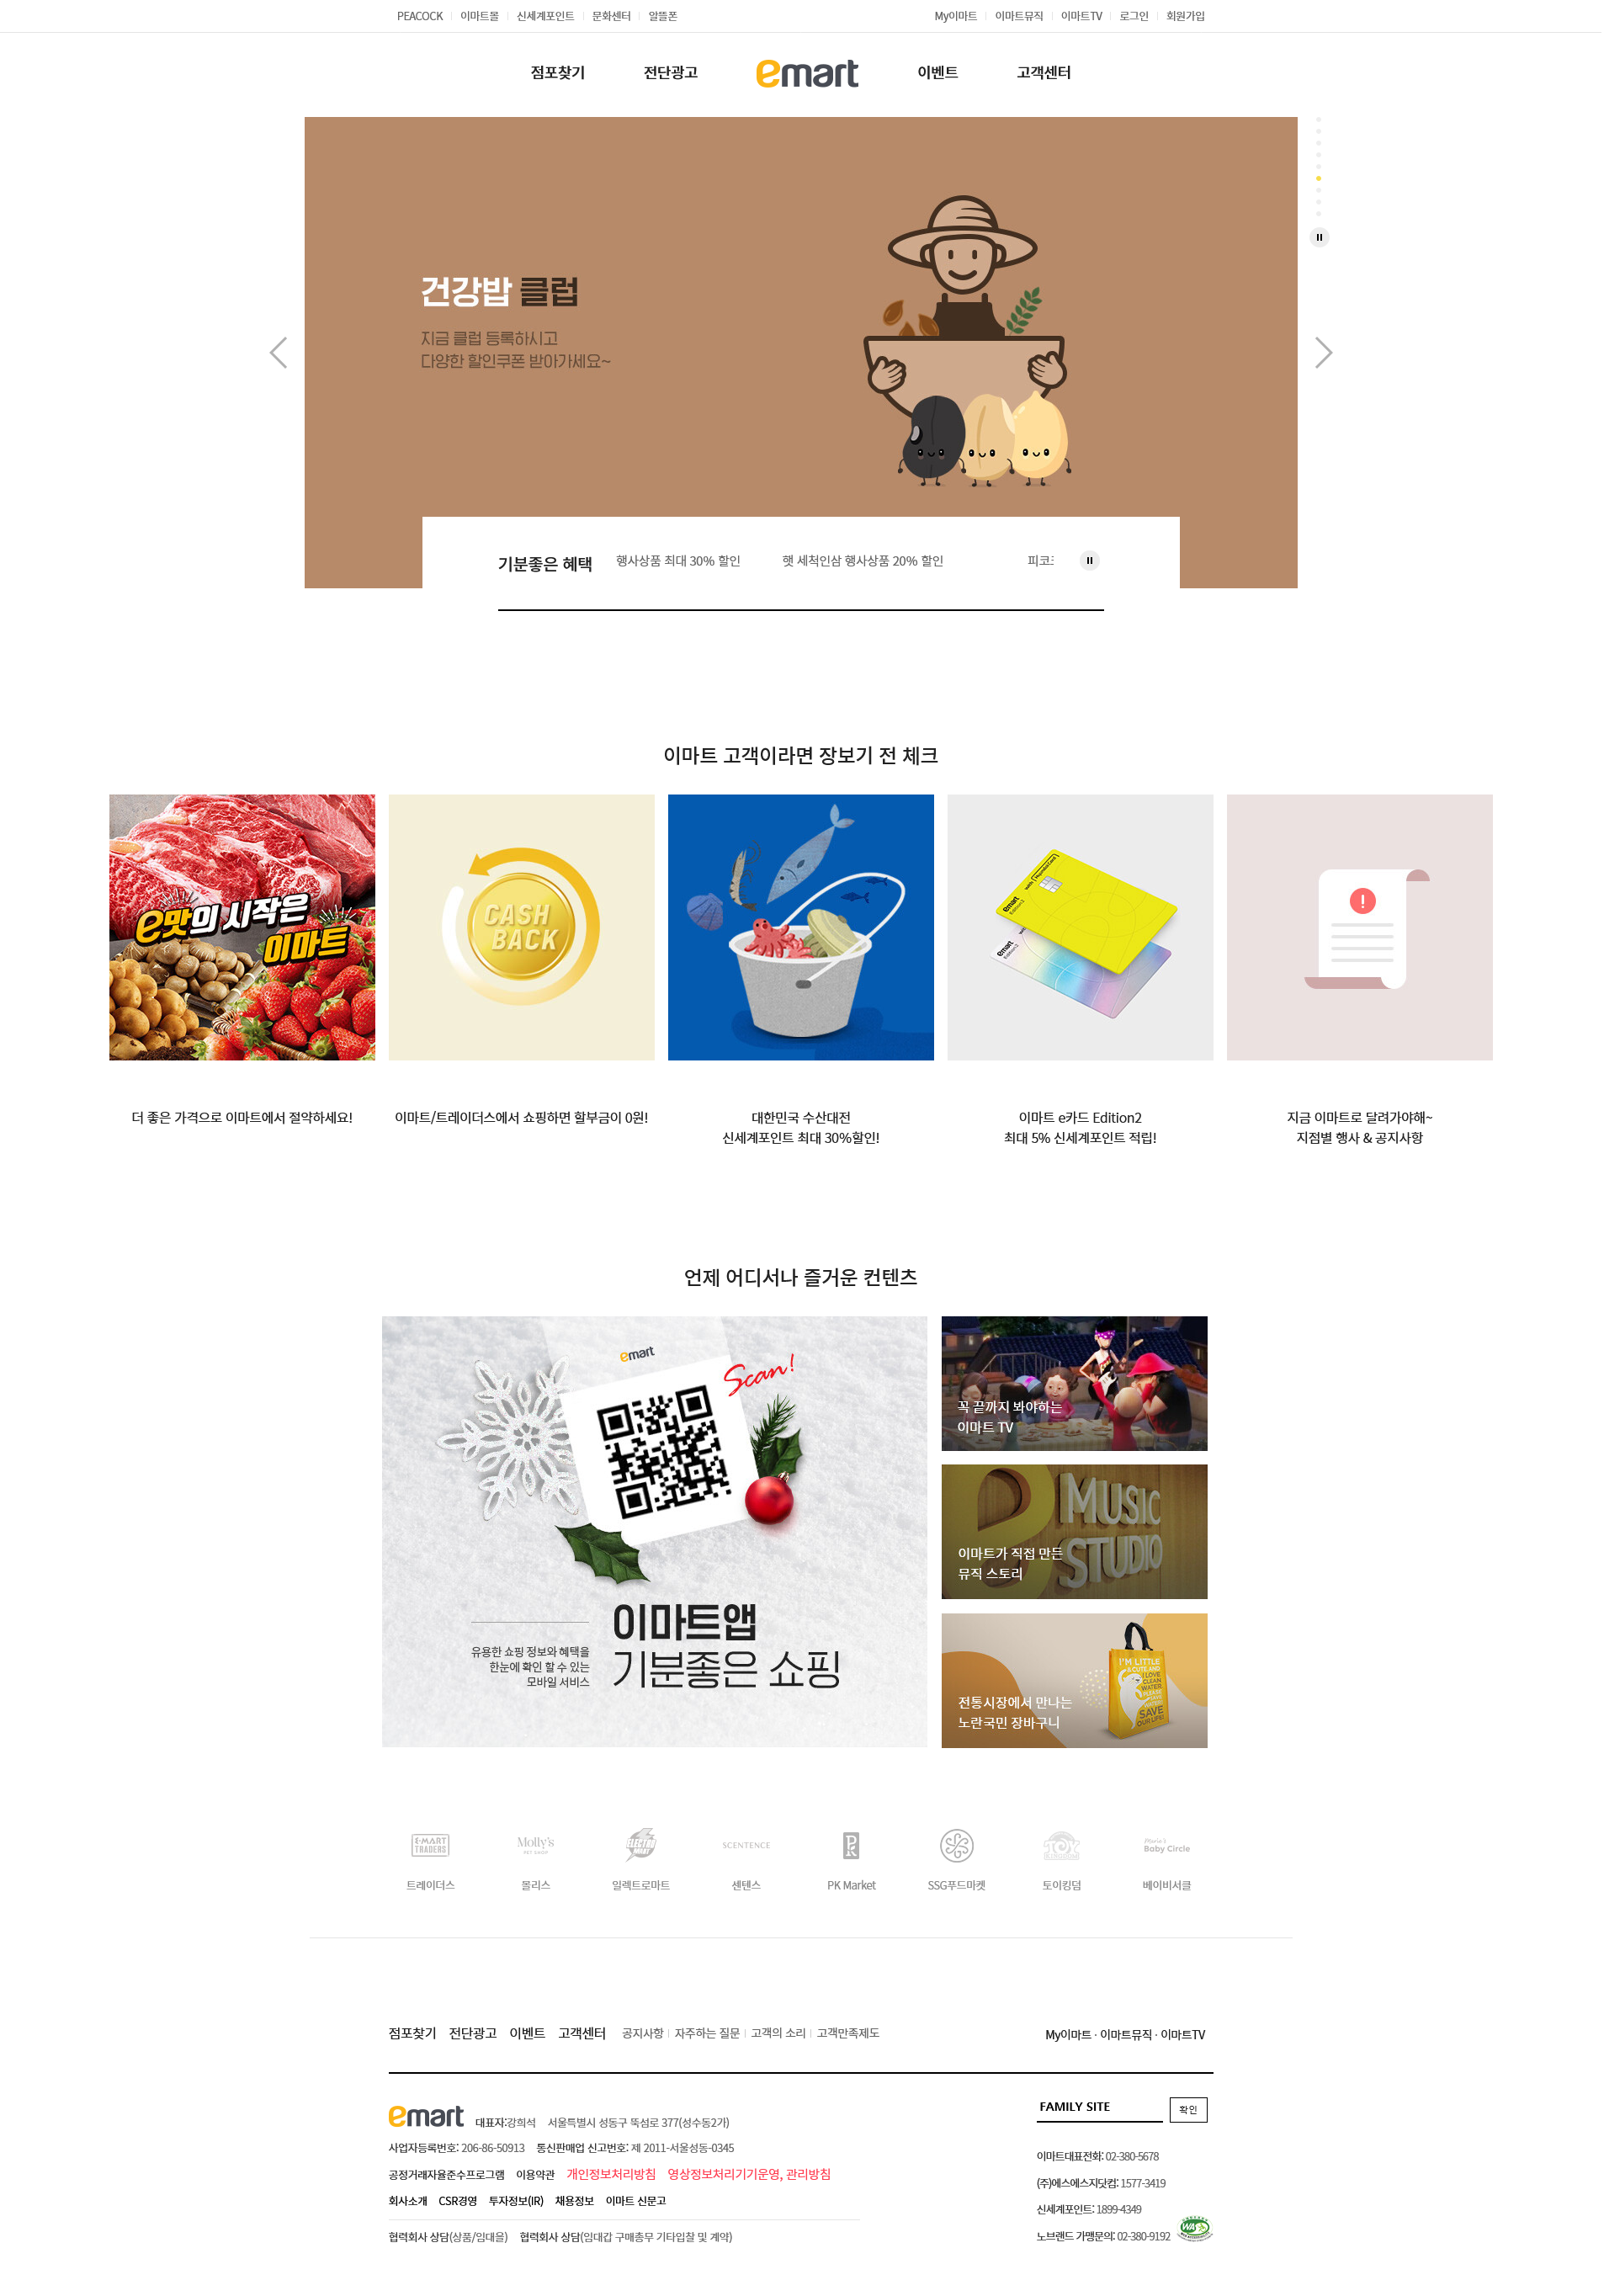 PEACOCK 이마트몰 신세계포인트 문화센터 알뜰폰 My이마트 이마트뮤직 이마트TV 로그인 회원가입
점포찾기 전단광고 emart 이벤트 고객센터
건강밥 클럽
지금 클럽 등록하시고
다양한 할인쿠폰 받아가세요~
기분좋은 혜택 행사상품 최대 30% 할인 햇 세척인삼 행사상품 20% 할인
이마트 고객이라면 장보기 전 체크
e맛의 시작은
이마트
CASH
BACK
emart
Edition2
with Mastercard
emart
Edition2
더 좋은 가격으로 이마트에서 절약하세요!
이마트/트레이더스에서 쇼핑하면 할부금이 0원!
대한민국 수산대전
신세계포인트 최대 30%할인!
이마트 e카드 Edition2
최대 5% 신세계포인트 적립!
지금 이마트로 달려가야해~
지점별 행사 & 공지사항
언제 어디서나 즐거운 컨텐츠
emart
Scan!
이마트앱
기분좋은 쇼핑
유용한 쇼핑 정보와 혜택을
한눈에 확인 할 수 있는
모바일 서비스
꼭 끝까지 봐야하는
이마트 TV
MUSIC
STUDIO
이마트가 직접 만든
뮤직 스토리
I'M LITTLE
& CUTE AND
I LOVE
CLEAN
WATER.
PLEASE
SAVE
OUR LIFE!
전통시장에서 만나는
노란국민 장바구니
E·MART
TRADERS
Molly's
PET SHOP
ELECTRO
MART
SCENTENCE
PK
TOY
Marie's
Baby Circle
트레이더스 몰리스 일렉트로마트 센텐스 PK Market SSG푸드마켓 토이킹덤 베이비서클
점포찾기 전단광고 이벤트 고객센터 공지사항 자주하는 질문 고객의 소리 고객만족제도 My이마트 · 이마트뮤직 · 이마트TV
emart 대표자:강희석 서울특별시 성동구 뚝섬로 377(성수동2가)
사업자등록번호: 206-86-50913 통신판매업 신고번호: 제 2011-서울성동-0345
공정거래자율준수프로그램 이용약관 개인정보처리방침 영상정보처리기기운영, 관리방침
회사소개 CSR경영 투자정보(IR) 채용정보 이마트 신문고
협력회사 상담(상품/임대을) 협력회사 상담(임대갑 구매총무 기타입찰 및 계약)
FAMILY SITE 확인
이마트대표전화: 02-380-5678
(주)에스에스지닷컴: 1577-3419
신세계포인트: 1899-4349
노브랜드 가맹문의: 02-380-9192
WA